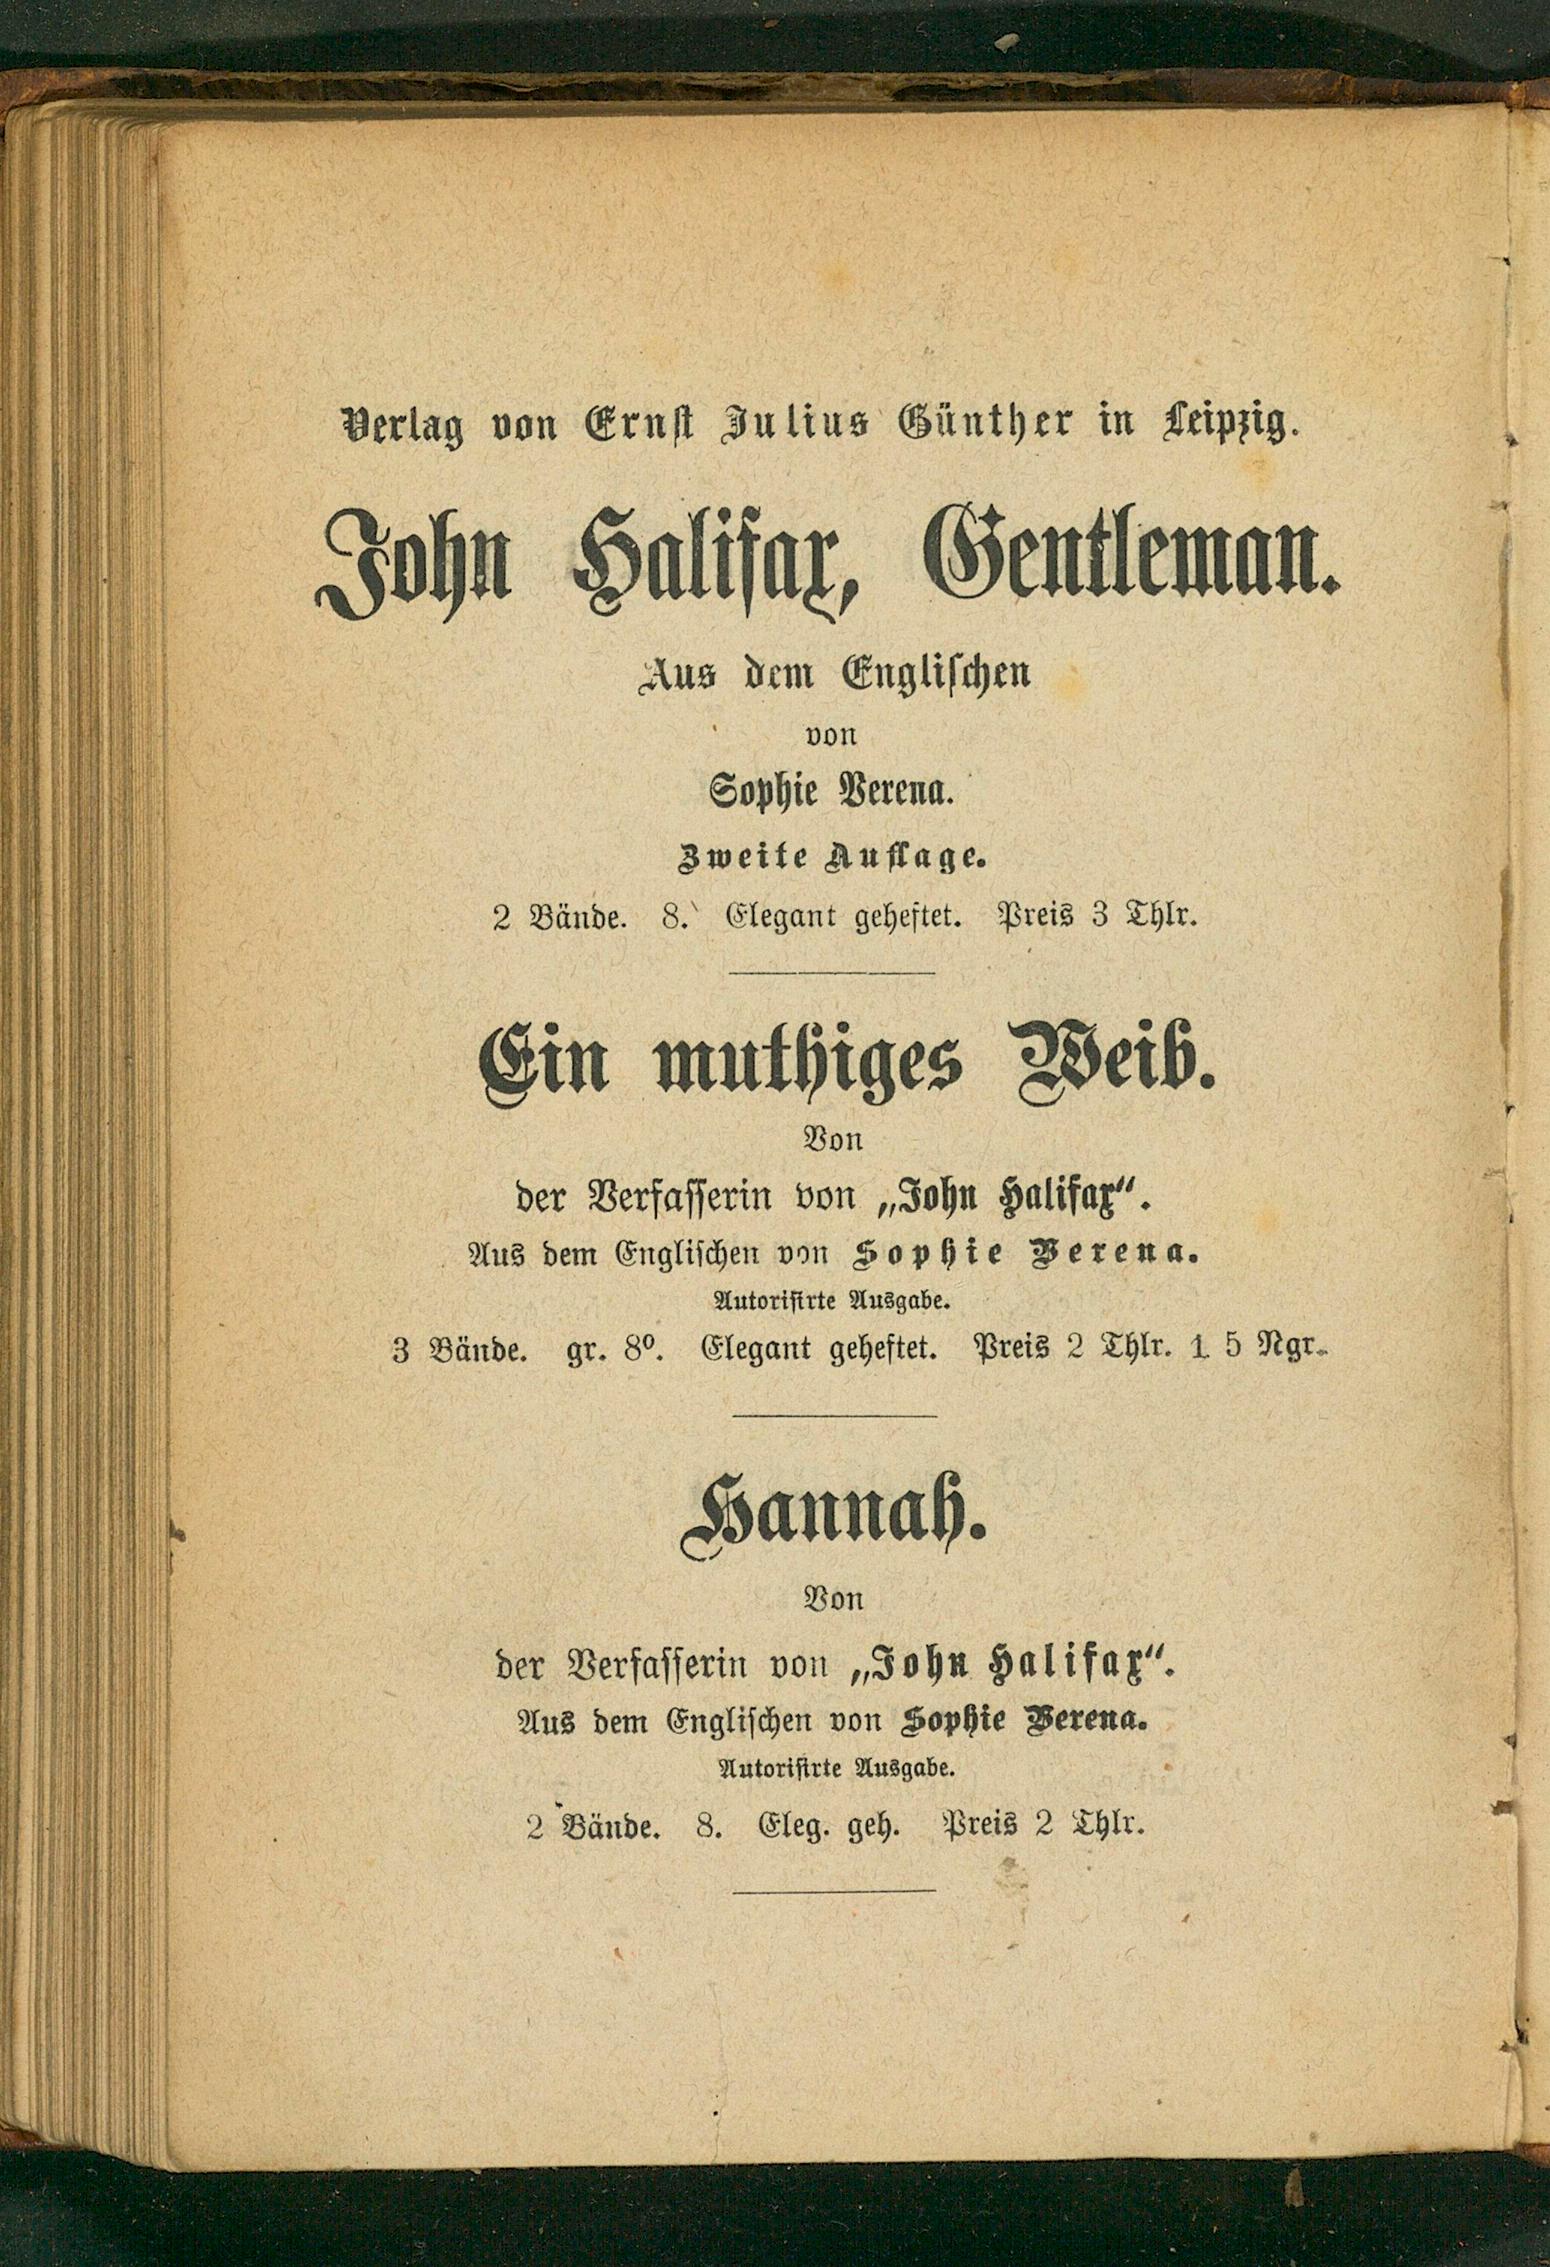 Verlag von Ernst Julius Günther in Leipzig.
John Halifax, Gentleman.
Aus dem Englischen
von
Sophie Verena.
Zweite Auflage.
2 Bände. 8. Elegant geheftet. Preis 3 Thlr.
Ein muthiges Weib.
Von
der Verfasserin von „John Halifax“.
Aus dem Englischen von Sophie Verena.
Autorisirte Ausgabe.
3 Bände. gr. 8⁰. Elegant geheftet. Preis 2 Thlr. 1 5 Ngr.
Hannah.
Von
der Verfasserin von „John Halifax“.
Aus dem Englischen von Sophie Verena.
Autorisirte Ausgabe.
2 Bände. 8. Eleg. geh. Preis 2 Thlr.